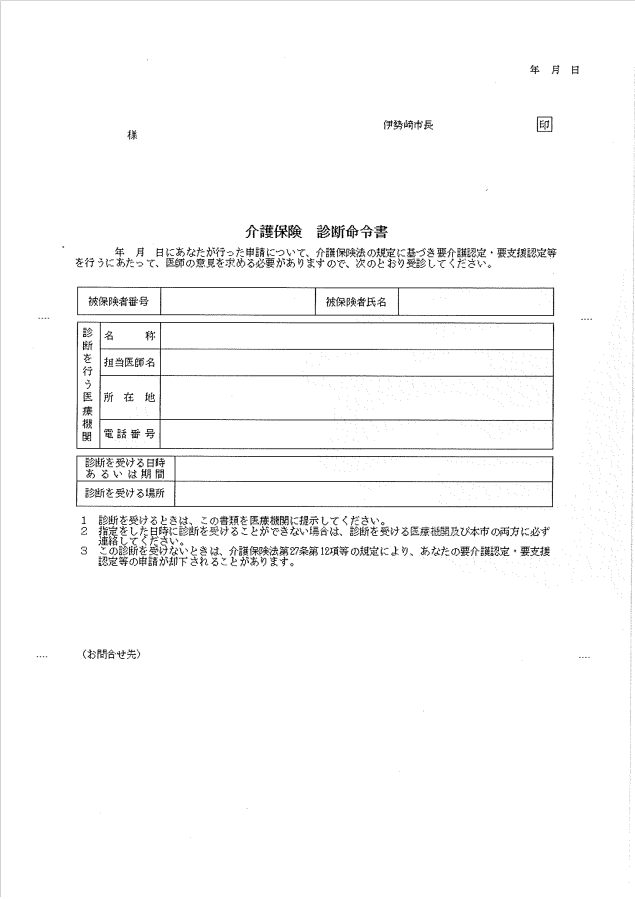 年　月　日
伊勢崎市長　印
様
介護保険　診断命令書
年　月　日にあなたが行った申請について、介護保険法の規定に基づき要介護認定・要支援認定等
を行うにあたって、医師の意見を求める必要がありますので、次のとおり受診してください。
被保険者番号　被保険者氏名
診断を行う医療機関
名称
担当医師名
所在地
電話番号
診断を受ける日時
あるいは期間
診断を受ける場所
1　診断を受けるときは、この書類を医療機関に提示してください。
2　指定をした日時に診断を受けることができない場合は、診断を受ける医療機関及び本市の両方に必ず
連絡してください。
3　この診断を受けないときは、介護保険法第27条第12項等の規定により、あなたの要介護認定・要支援
認定等の申請が却下されることがあります。
（お問合せ先）